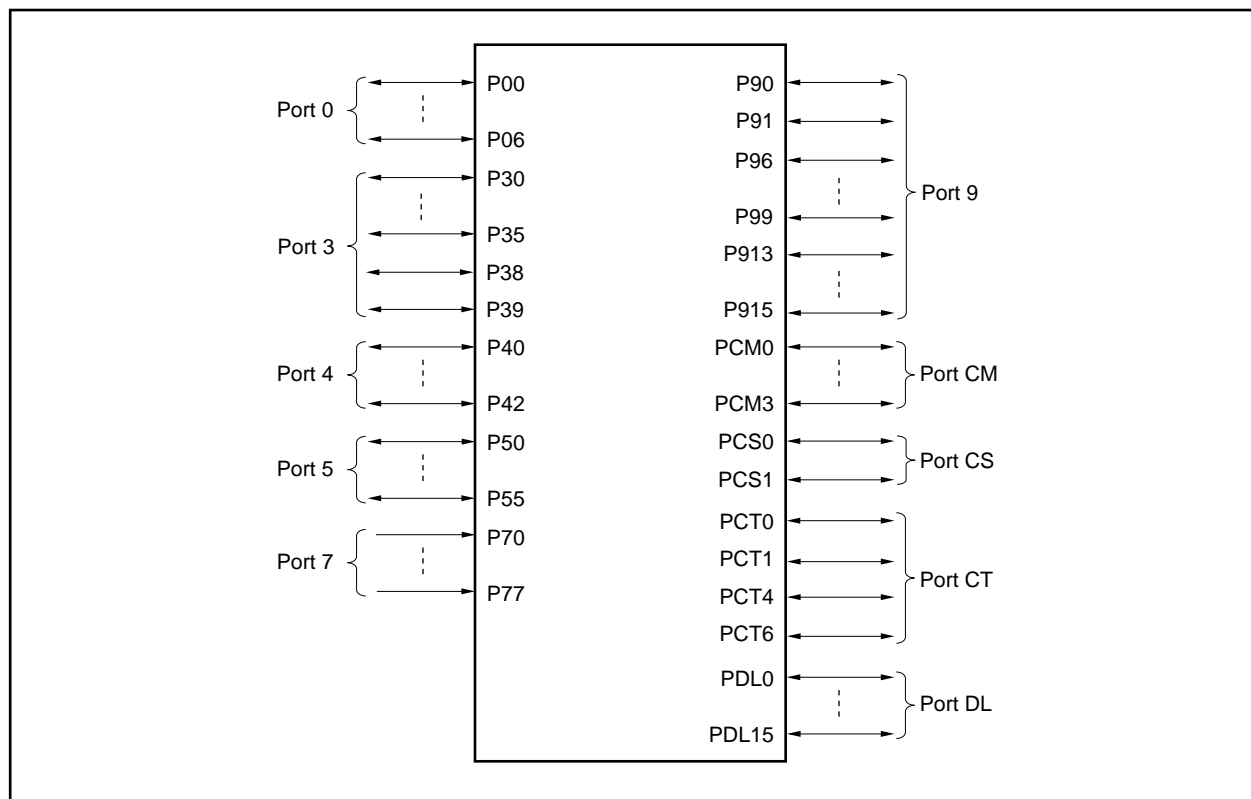 Port 0
P00
P06
Port 3
P30
P35
P38
P39
Port 4
P40
P42
Port 5
P50
P55
Port 7
P70
P77
P90
P91
P96
P99
P913
P915
Port 9
PCM0
PCM3
Port CM
PCS0
PCS1
Port CS
PCT0
PCT1
PCT4
PCT6
Port CT
PDL0
PDL15
Port DL